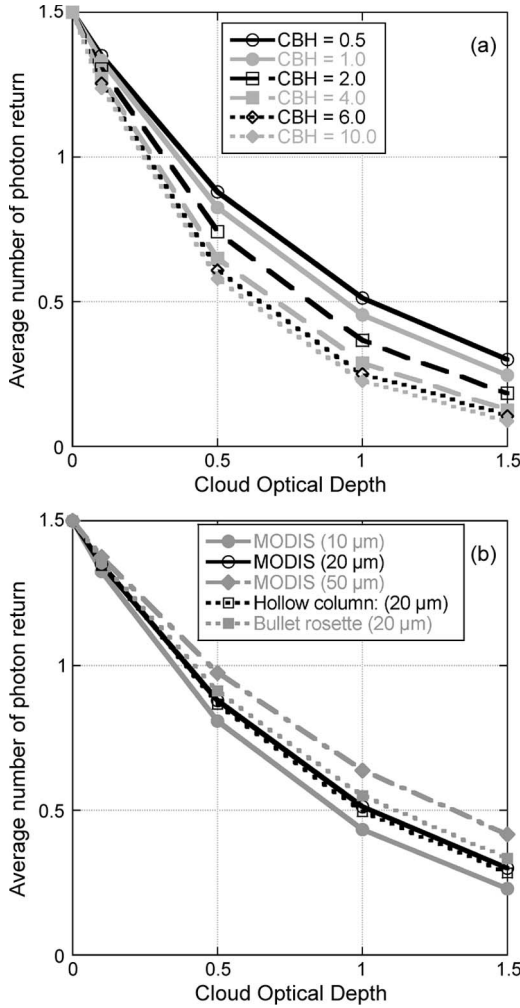 1.5
(a)
CBH = 0.5
CBH = 1.0
CBH = 2.0
CBH = 4.0
CBH = 6.0
CBH = 10.0
1
0.5
0
Average number of photon return
0
0.5
1
1.5
Cloud Optical Depth
1.5
(b)
MODIS (10 µm)
MODIS (20 µm)
MODIS (50 µm)
Hollow column: (20 µm)
Bullet rosette (20 µm)
1
0.5
0
Average number of photon return
0
0.5
1
1.5
Cloud Optical Depth